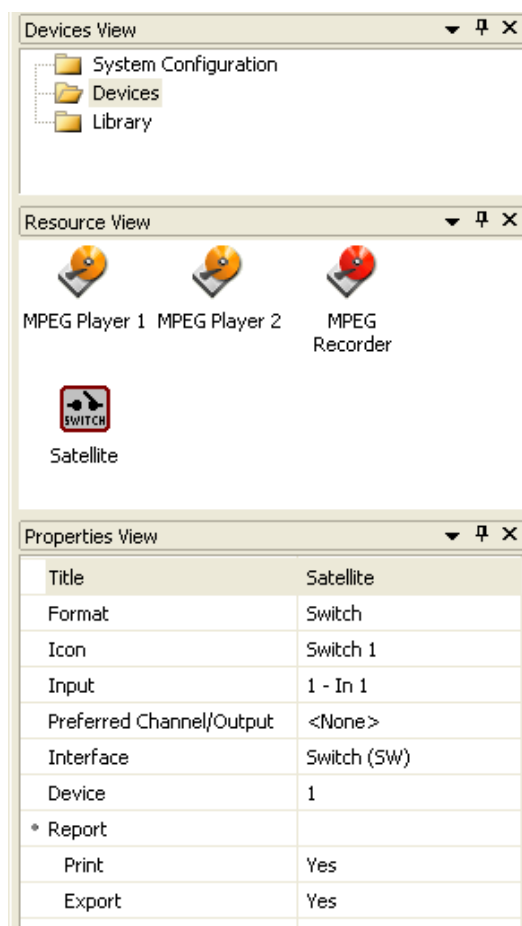 Devices View
System Configuration
Devices
Library
Resource View
MPEG Player 1 MPEG Player 2 MPEG
Recorder
SWITCH
Satellite
Properties View
Title Satellite
Format Switch
Icon Switch 1
Input 1 - In 1
Preferred Channel/Output <None>
Interface Switch (SW)
Device 1
Report
Print Yes
Export Yes